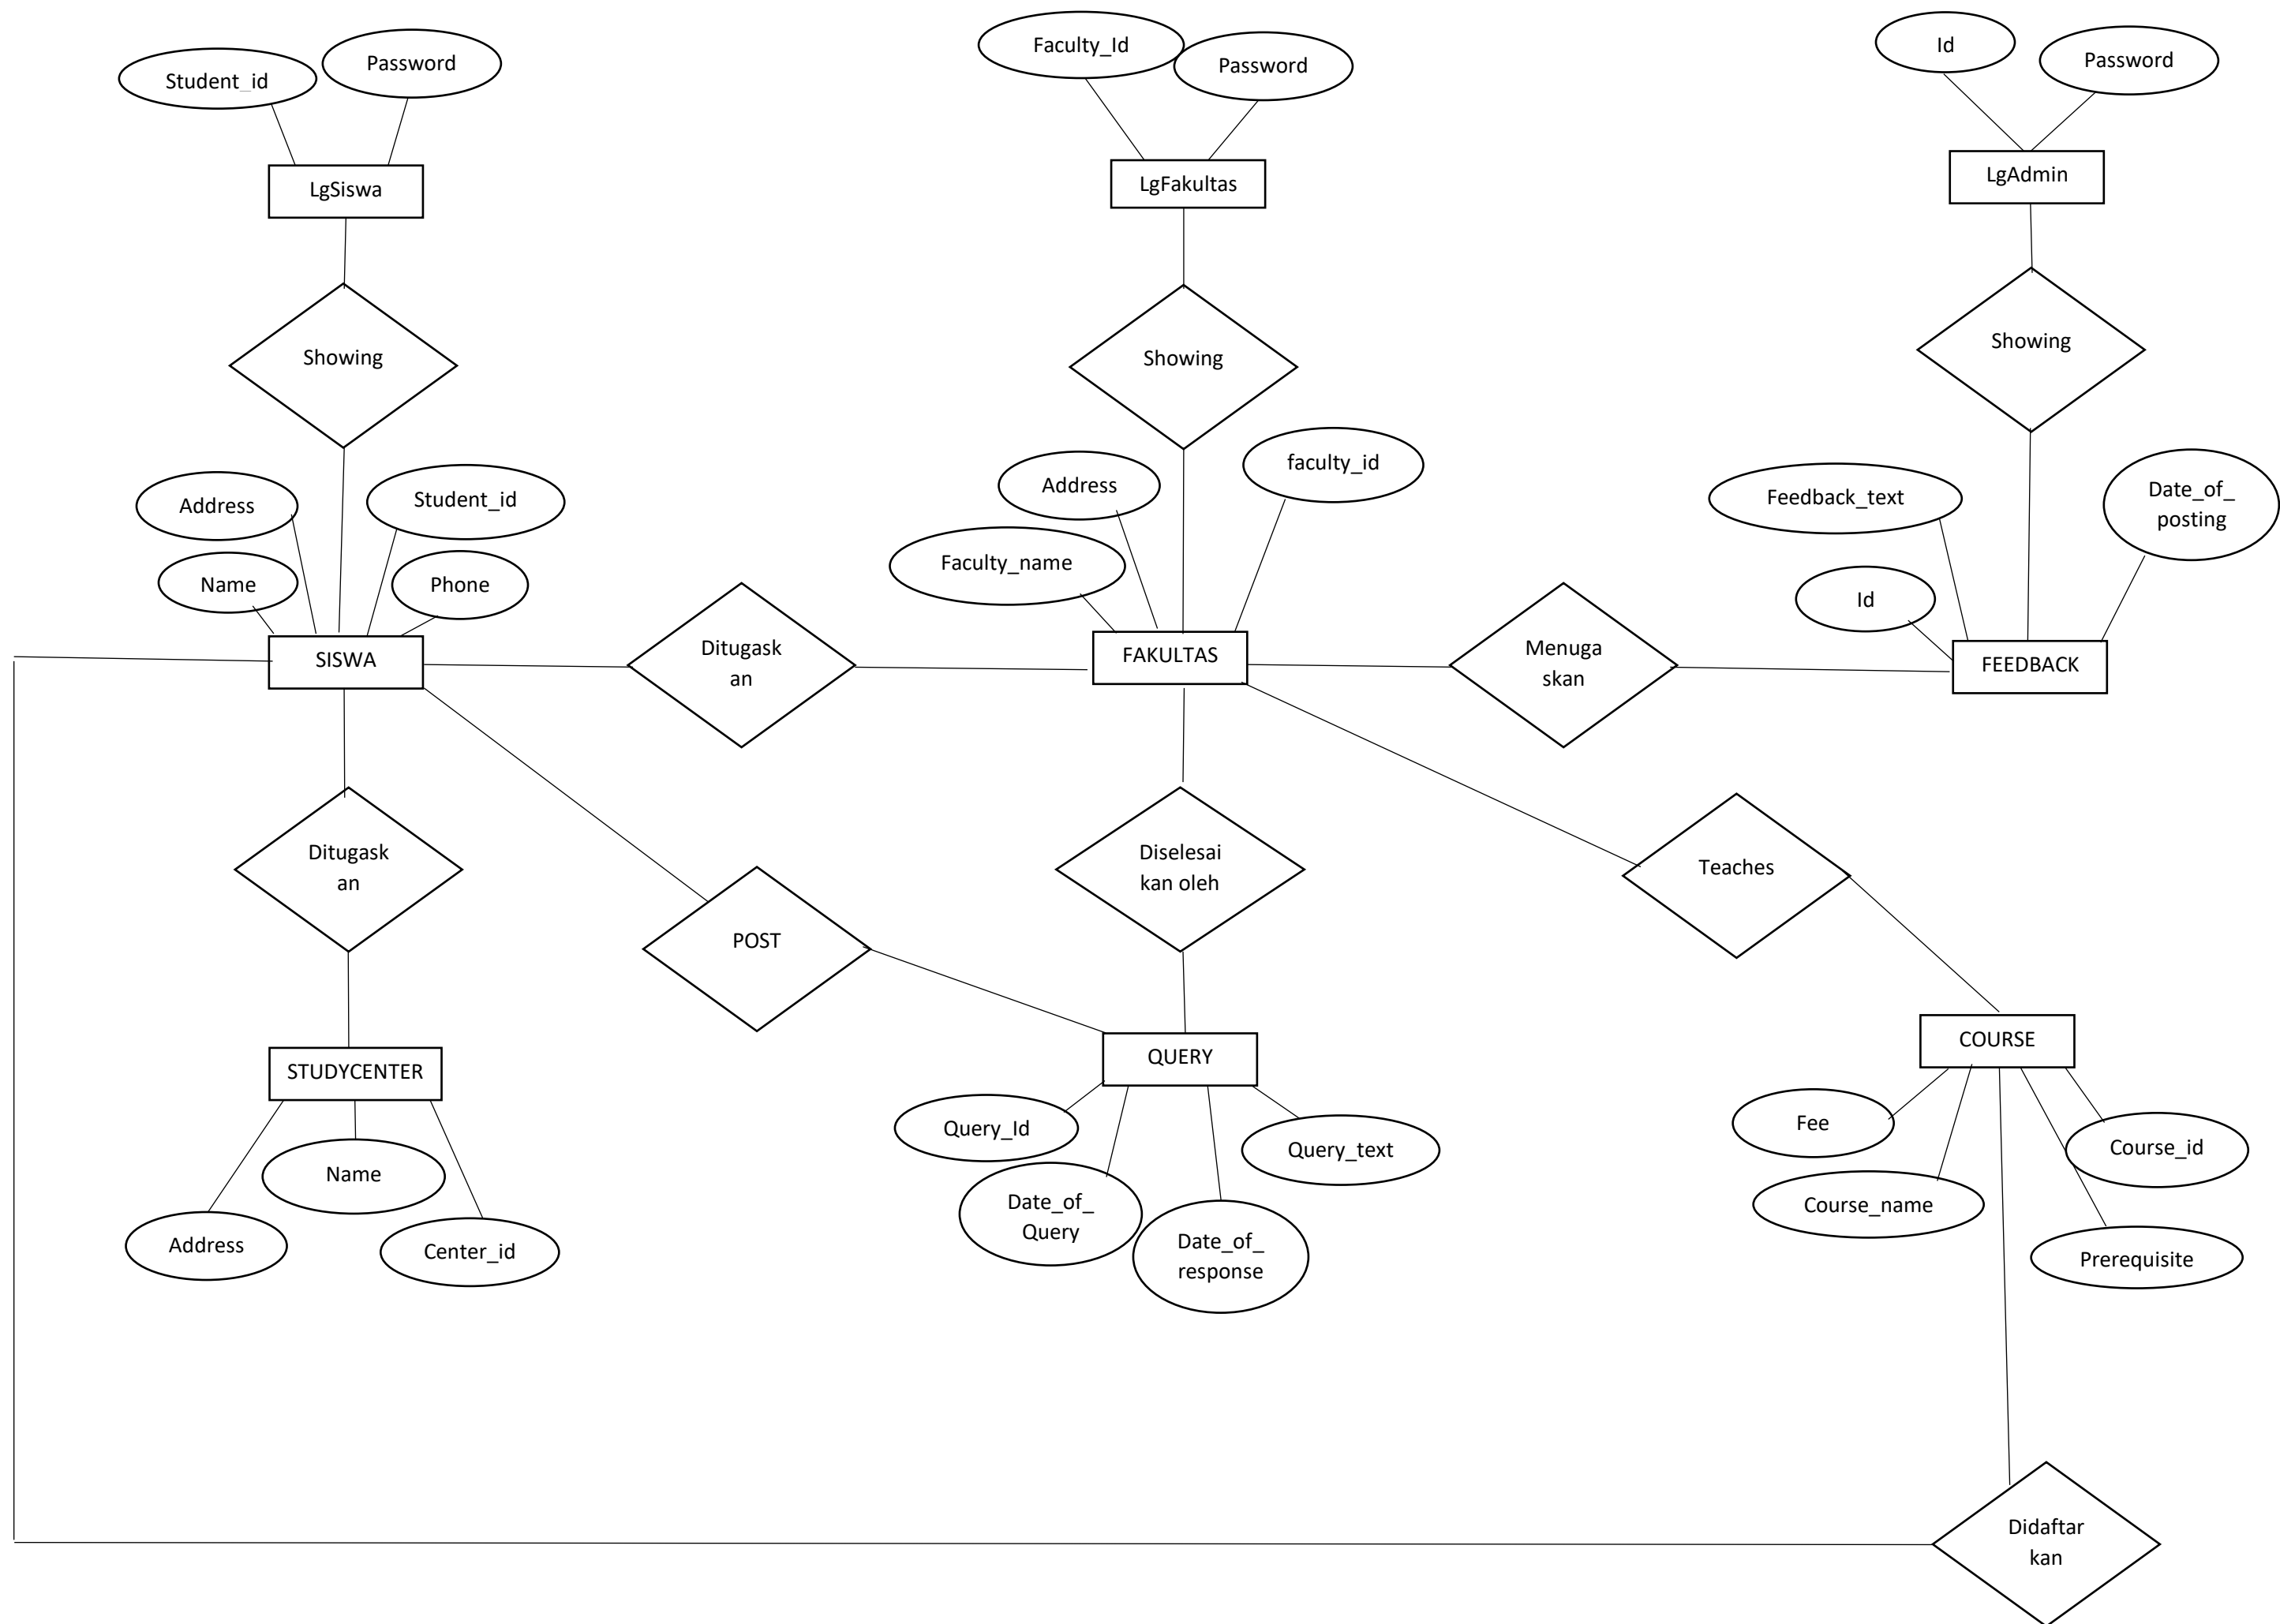 Student_id
Password
Faculty_Id
Password
Id
Password
LgSiswa
LgFakultas
LgAdmin
Showing
Showing
Showing
Address
Student_id
Name
Phone
Address
faculty_id
Faculty_name
Feedback_text
Date_of_
posting
Id
SISWA
Ditugask
an
FAKULTAS
Menuga
skan
FEEDBACK
Ditugask
an
POST
Diselesai
kan oleh
Teaches
STUDYCENTER
QUERY
COURSE
Address
Name
Center_id
Query_Id
Date_of_
Query
Date_of_
response
Query_text
Fee
Course_name
Course_id
Prerequisite
Didaftar
kan